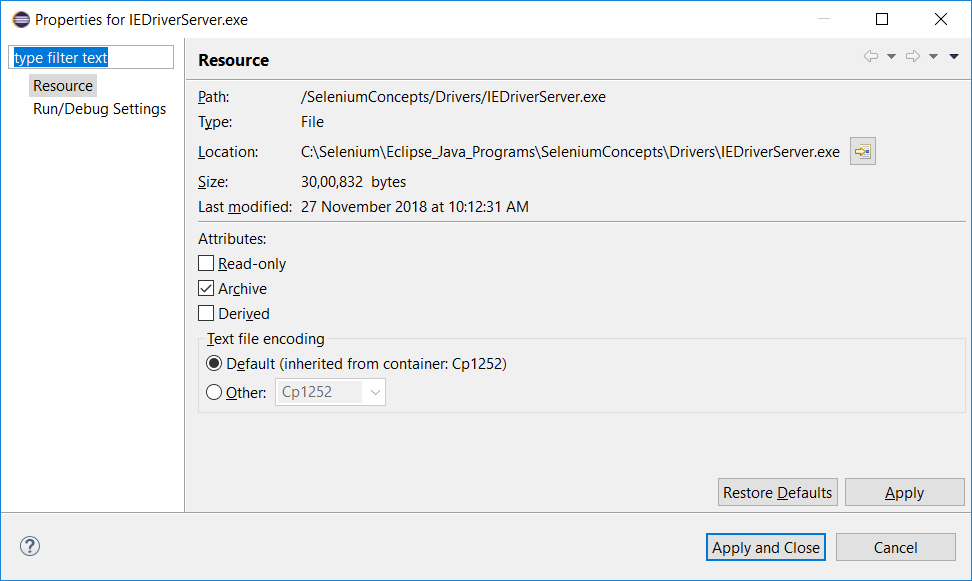 Properties for IEDriverServer.exe
type filter text
Resource
Run/Debug Settings
Resource
Path: /SeleniumConcepts/Drivers/IEDriverServer.exe
Type: File
Location: C:\Selenium\Eclipse_Java_Programs\SeleniumConcepts\Drivers\IEDriverServer.exe
Size: 30,00,832 bytes
Last modified: 27 November 2018 at 10:12:31 AM
Attributes:
Read-only
Archive
Derived
Text file encoding
Default (inherited from container: Cp1252)
Other: Cp1252
Restore Defaults Apply
? Apply and Close Cancel